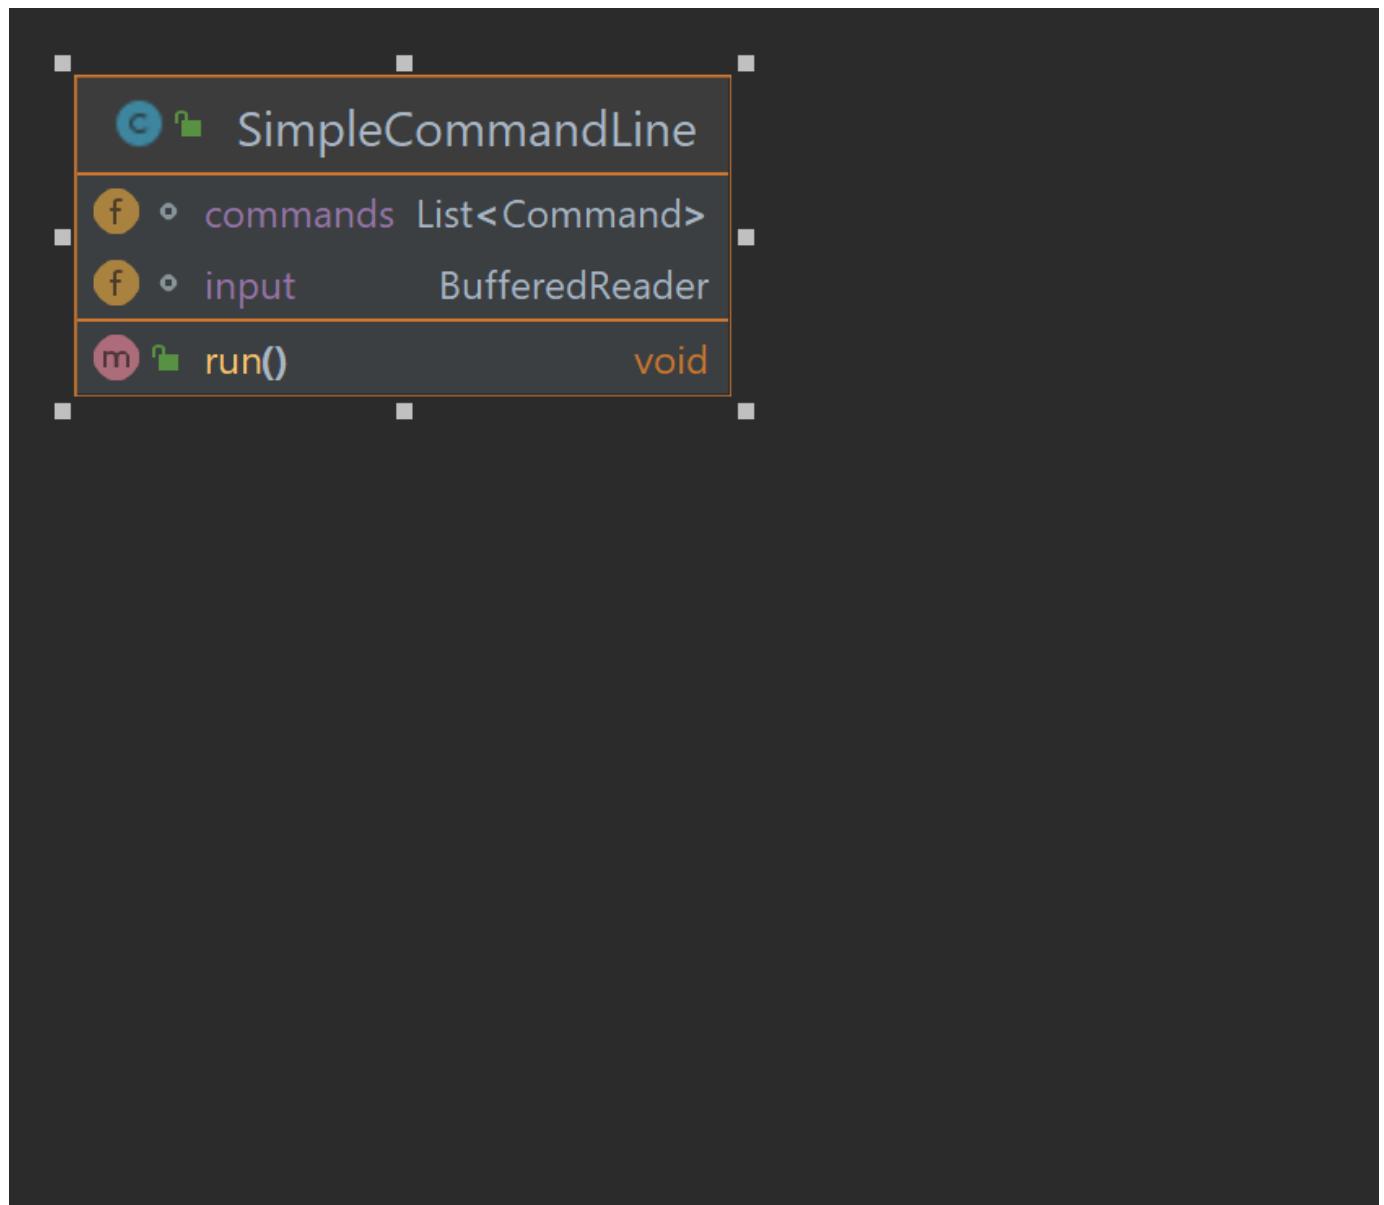 C SimpleCommandLine
f commands List<Command>
f input BufferedReader
m run() void